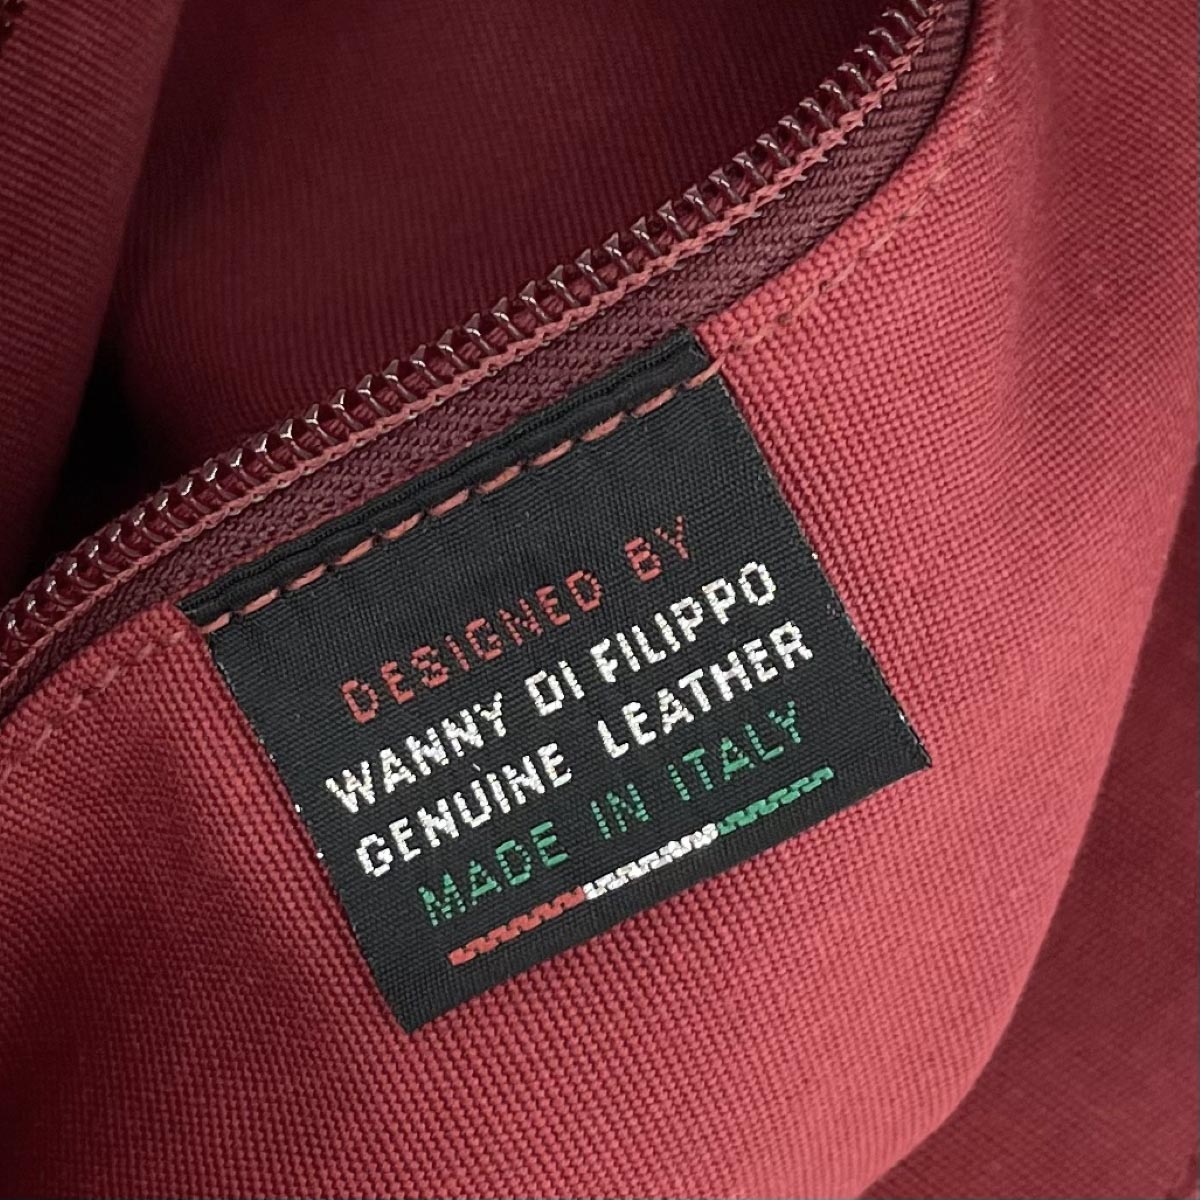 DESIGNED BY
WANNY DI FILIPPO
GENUINE LEATHER
MADE IN ITALY